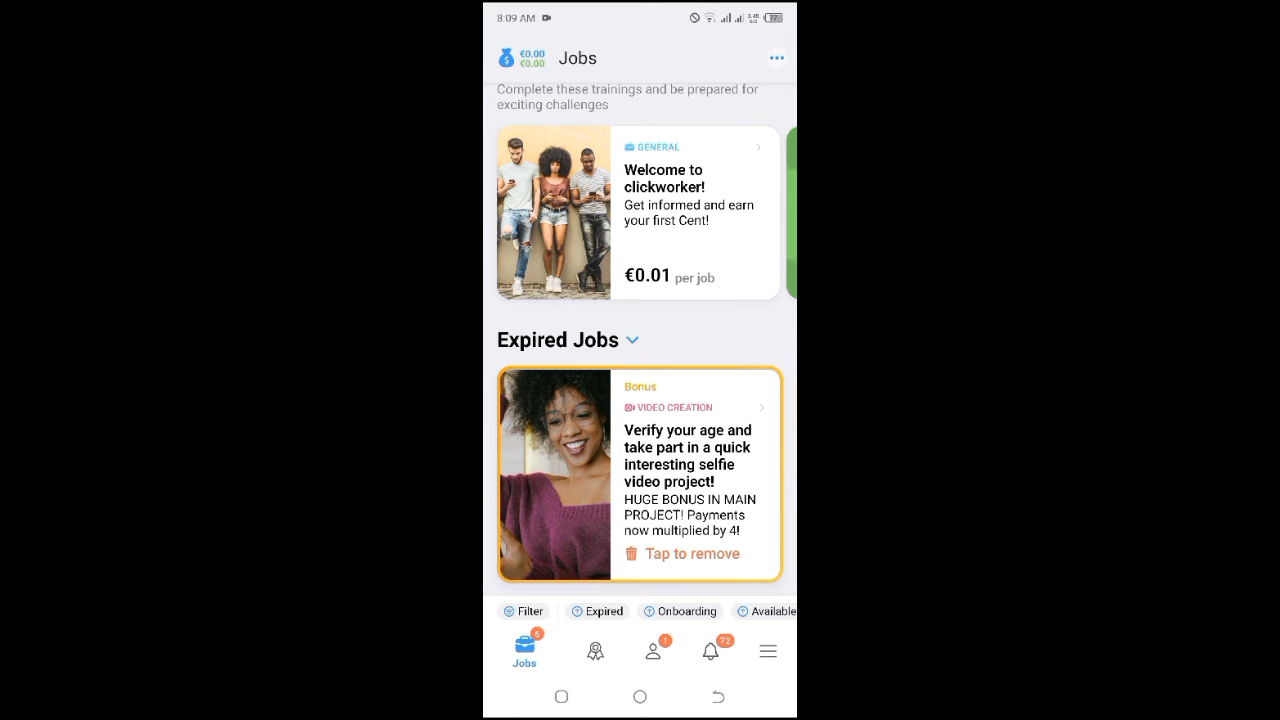 8:09 AM
€0.00
€0.00
Jobs
Complete these trainings and be prepared for
exciting challenges
GENERAL
Welcome to
clickworker!
Get informed and earn
your first Cent!
€0.01 per job
Expired Jobs
Bonus
VIDEO CREATION
Verify your age and
take part in a quick
interesting selfie
video project!
HUGE BONUS IN MAIN
PROJECT! Payments
now multiplied by 4!
Tap to remove
Filter
Expired
Onboarding
Available
6
1
72
Jobs